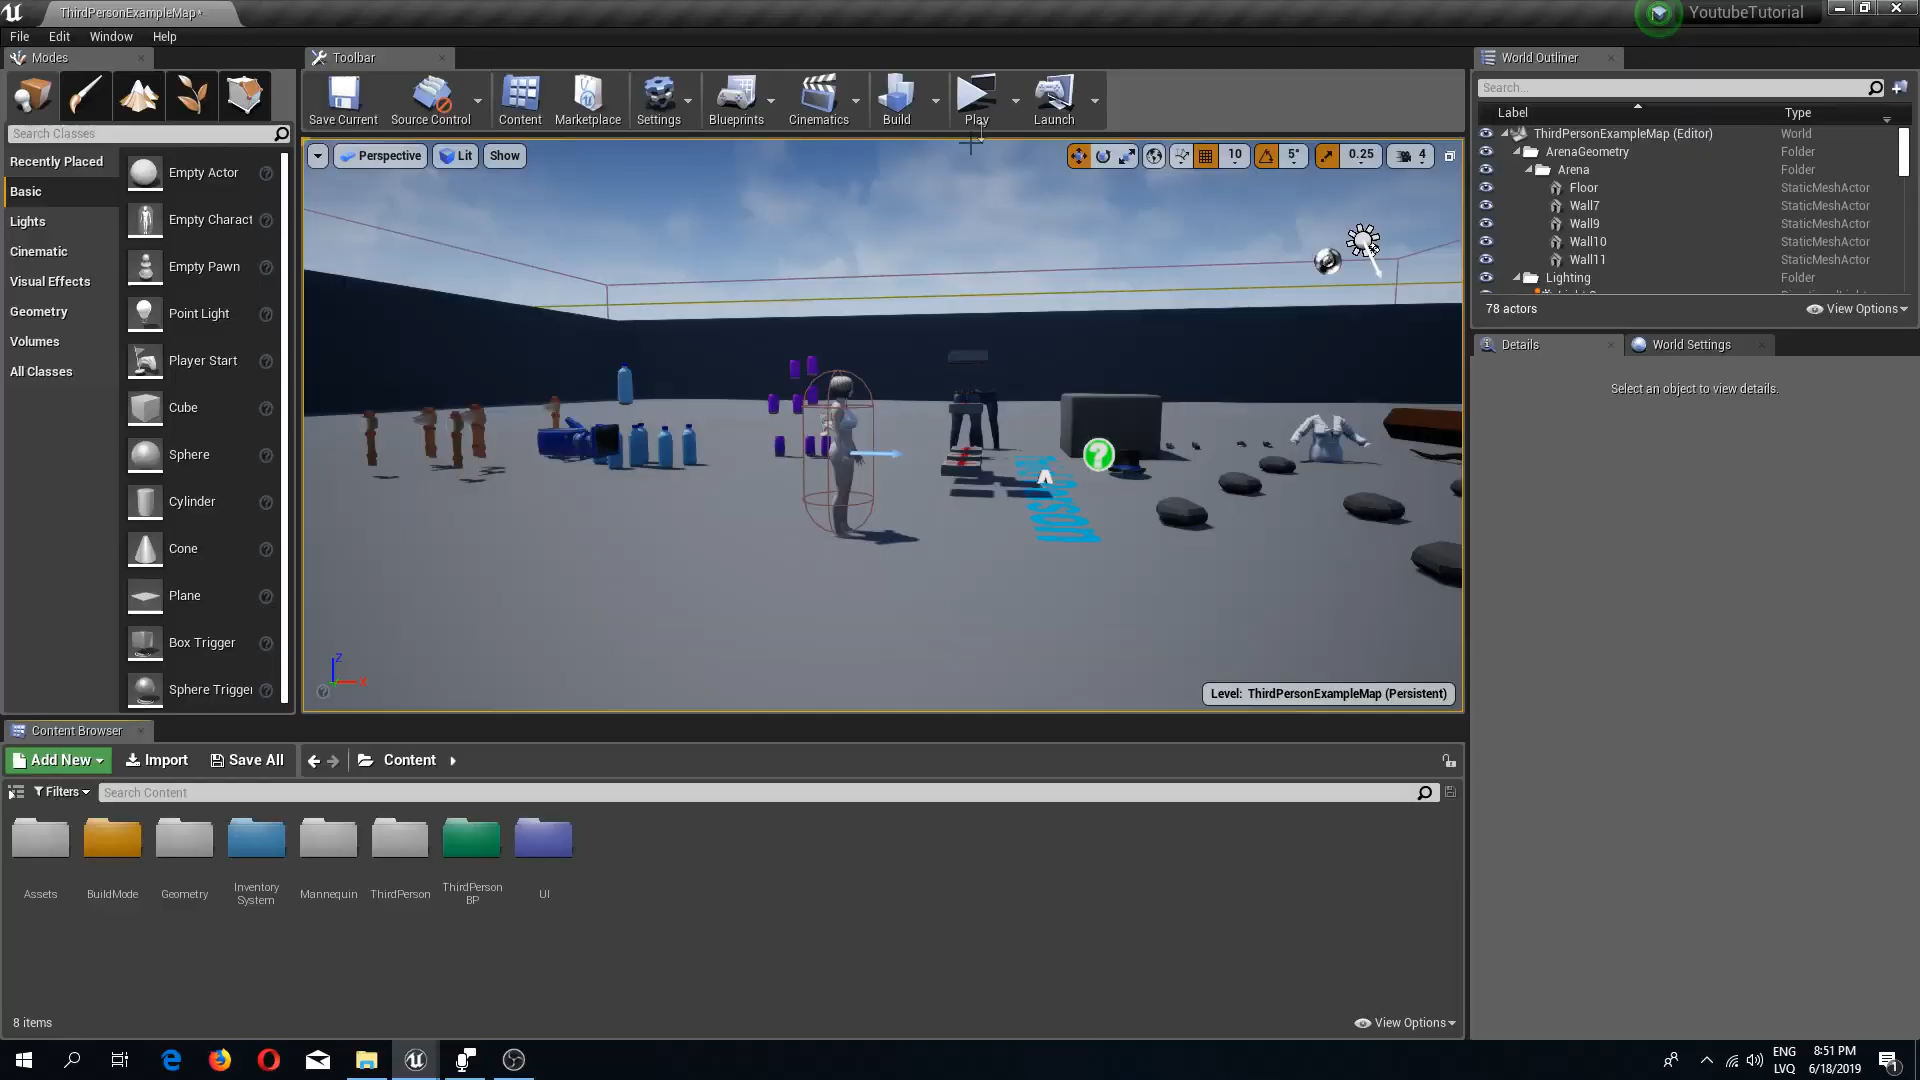 ThirdPersonExampleMap*
YoutubeTutorial
File Edit Window Help
Modes
Toolbar
World Outliner
Save Current
Source Control
Content
Marketplace
Settings
Blueprints
Cinematics
Build
Play
Launch
Search...
Label Type
Search Classes
Recently Placed
Basic
Lights
Cinematic
Visual Effects
Geometry
Volumes
All Classes
Empty Actor
Empty Charact
Empty Pawn
Point Light
Player Start
Cube
Sphere
Cylinder
Cone
Plane
Box Trigger
Sphere Trigger
Perspective
Lit
Show
10
5°
0.25
4
ThirdPersonExampleMap (Editor) World
ArenaGeometry Folder
Arena Folder
Floor StaticMeshActor
Wall7 StaticMeshActor
Wall9 StaticMeshActor
Wall10 StaticMeshActor
Wall11 StaticMeshActor
Lighting Folder
78 actors
View Options
Details
World Settings
Select an object to view details.
Z
X
Level: ThirdPersonExampleMap (Persistent)
Content Browser
Add New
Import
Save All
Content
Filters
Search Content
Assets
BuildMode
Geometry
Inventory
System
Mannequin
ThirdPerson
ThirdPerson
BP
UI
8 items
View Options
ENG
LVQ
8:51 PM
6/18/2019
1